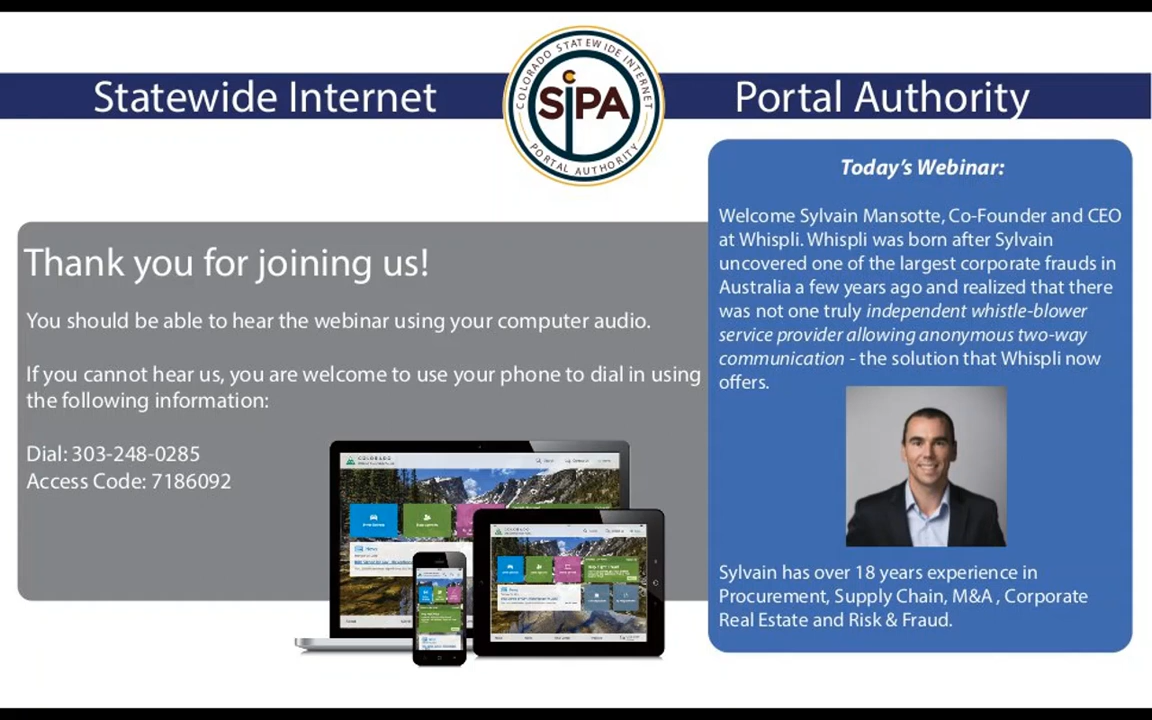 Statewide Internet
COLORADO STATEWIDE INTERNET
SiPA
PORTAL AUTHORITY
Portal Authority
Thank you for joining us!
You should be able to hear the webinar using your computer audio.
If you cannot hear us, you are welcome to use your phone to dial in using
the following information:
Dial: 303-248-0285
Access Code: 7186092
COLORADO
News
COLORADO
News
Today's Webinar:
Welcome Sylvain Mansotte, Co-Founder and CEO
at Whispli. Whispli was born after Sylvain
uncovered one of the largest corporate frauds in
Australia a few years ago and realized that there
was not one truly independent whistle-blower
service provider allowing anonymous two-way
communication - the solution that Whispli now
offers.
Sylvain has over 18 years experience in
Procurement, Supply Chain, M&A , Corporate
Real Estate and Risk & Fraud.